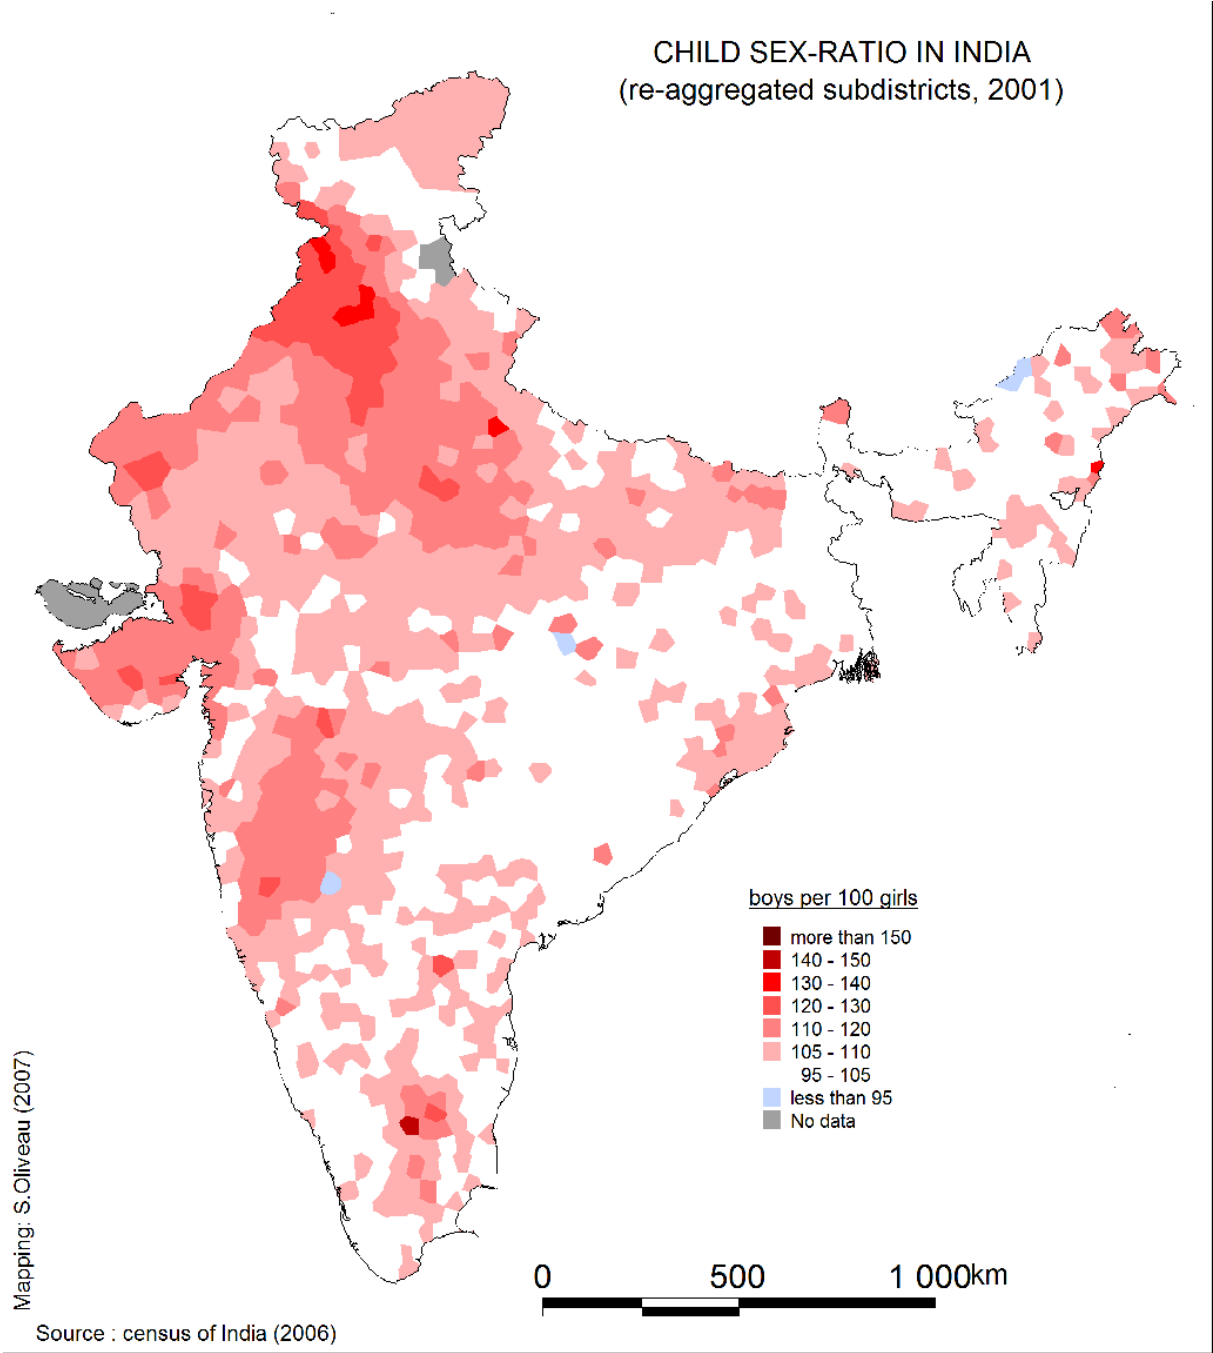 CHILD SEX-RATIO IN INDIA
(re-aggregated subdistricts, 2001)
boys per 100 girls
more than 150
140 - 150
130 - 140
120 - 130
110 - 120
105 - 110
95 - 105
less than 95
No data
Mapping: S.Oliveau (2007)
0 500 1 000km
Source : census of India (2006)